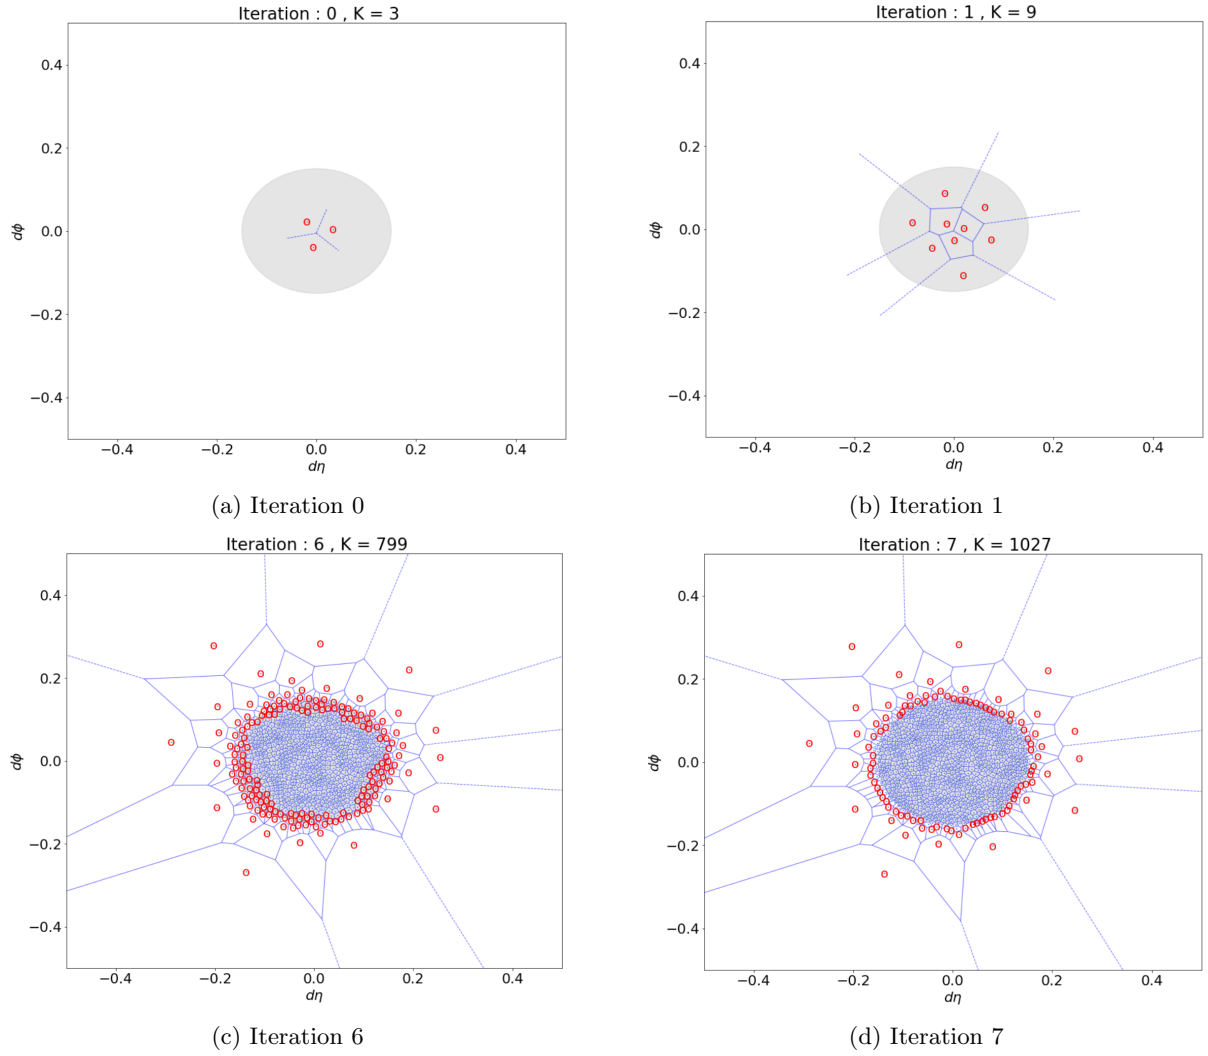 Iteration : 0 , K = 3
0.4
0.2
0.0
−0.2
−0.4
dϕ
−0.4 −0.2 0.0 0.2 0.4
dη
(a) Iteration 0
Iteration : 1 , K = 9
0.4
0.2
0.0
−0.2
−0.4
dϕ
−0.4 −0.2 0.0 0.2 0.4
dη
(b) Iteration 1
Iteration : 6 , K = 799
0.4
0.2
0.0
−0.2
−0.4
dϕ
−0.4 −0.2 0.0 0.2 0.4
dη
(c) Iteration 6
Iteration : 7 , K = 1027
0.4
0.2
0.0
−0.2
−0.4
dϕ
−0.4 −0.2 0.0 0.2 0.4
dη
(d) Iteration 7